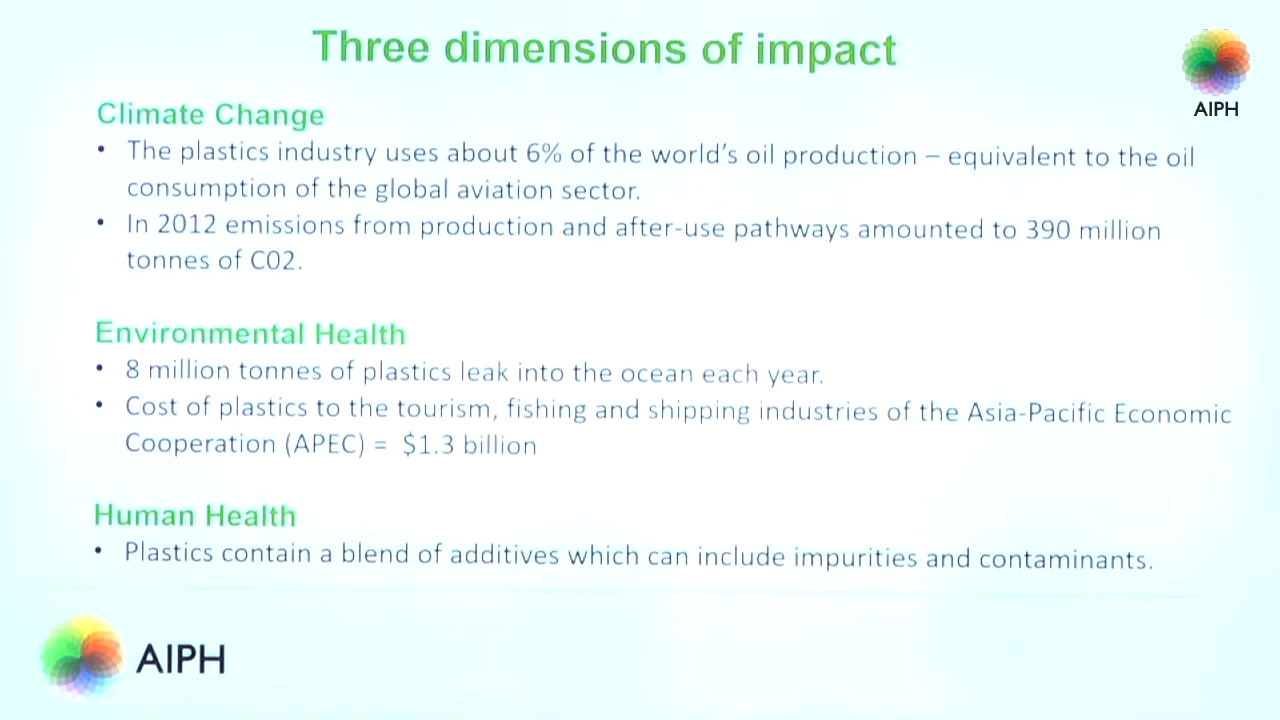 Three dimensions of impact
AIPH
Climate Change
• The plastics industry uses about 6% of the world's oil production – equivalent to the oil
consumption of the global aviation sector.
• In 2012 emissions from production and after-use pathways amounted to 390 million
tonnes of C02.
Environmental Health
• 8 million tonnes of plastics leak into the ocean each year.
• Cost of plastics to the tourism, fishing and shipping industries of the Asia-Pacific Economic
Cooperation (APEC) = $1.3 billion
Human Health
• Plastics contain a blend of additives which can include impurities and contaminants.
AIPH